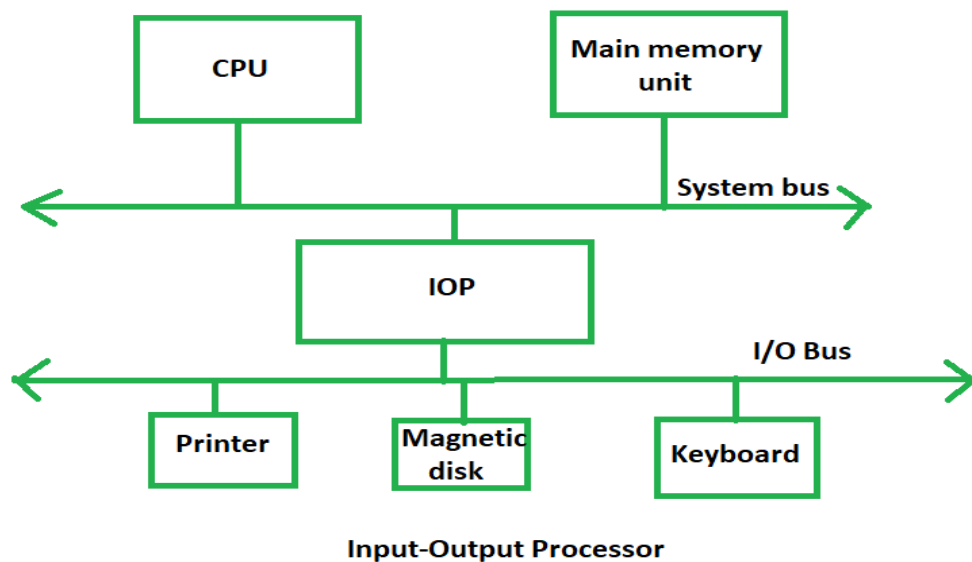 CPU
Main memory
unit
System bus
IOP
I/O Bus
Printer
Magnetic
disk
Keyboard
Input-Output Processor